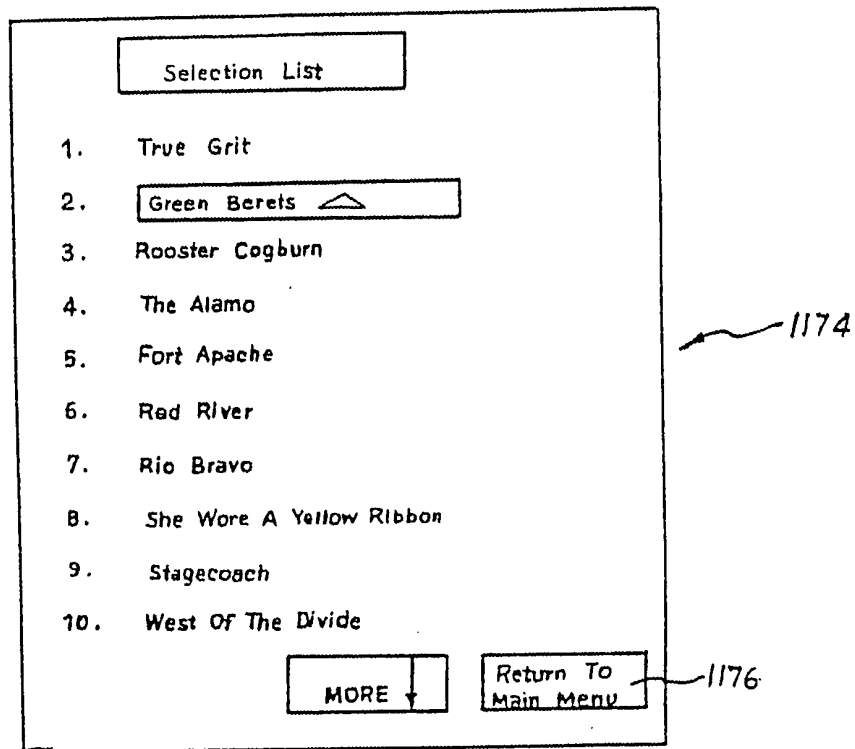 Selection List
1. True Grit
2. Green Berets
3. Rooster Cogburn
4. The Alamo
5. Fort Apache
6. Red River
7. Rio Bravo
8. She Wore A Yellow Ribbon
9. Stagecoach
10. West Of The Divide
MORE
Return To
Main Menu
1174
1176